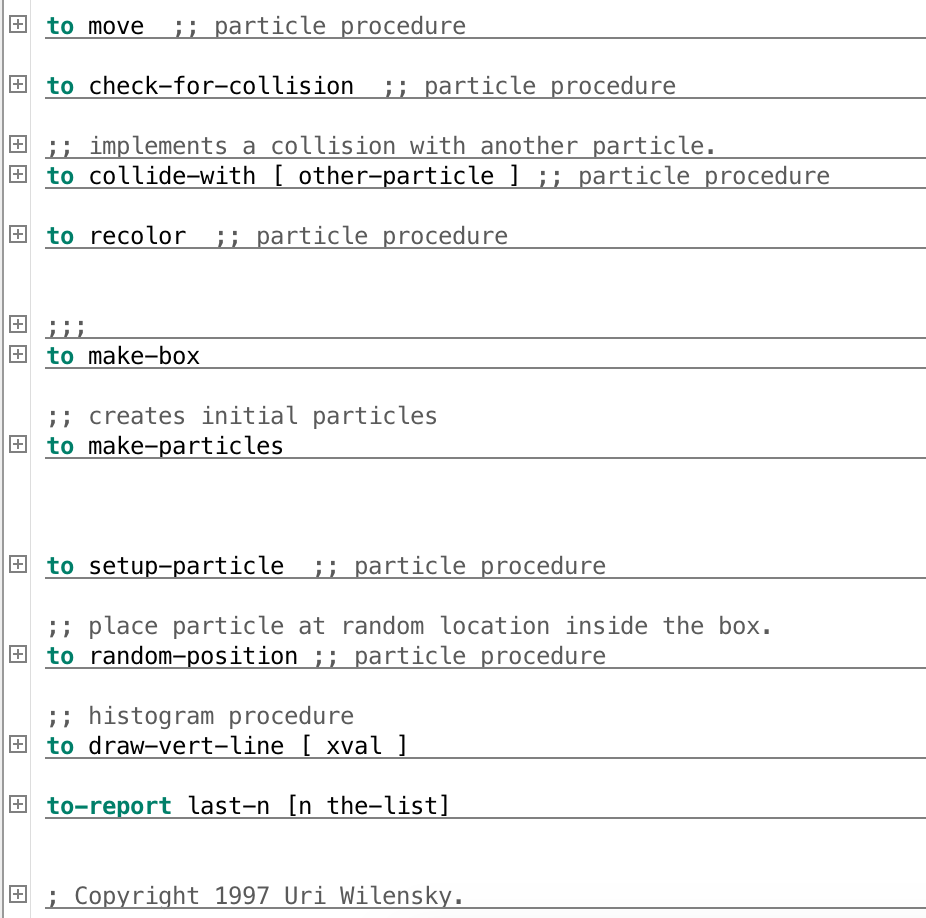 to move  ;; particle procedure
to check-for-collision  ;; particle procedure
;; implements a collision with another particle.
to collide-with [ other-particle ] ;; particle procedure
to recolor  ;; particle procedure
;;;
to make-box
;; creates initial particles
to make-particles
to setup-particle  ;; particle procedure
;; place particle at random location inside the box.
to random-position ;; particle procedure
;; histogram procedure
to draw-vert-line [ xval ]
to-report last-n [n the-list]
; Copyright 1997 Uri Wilensky.